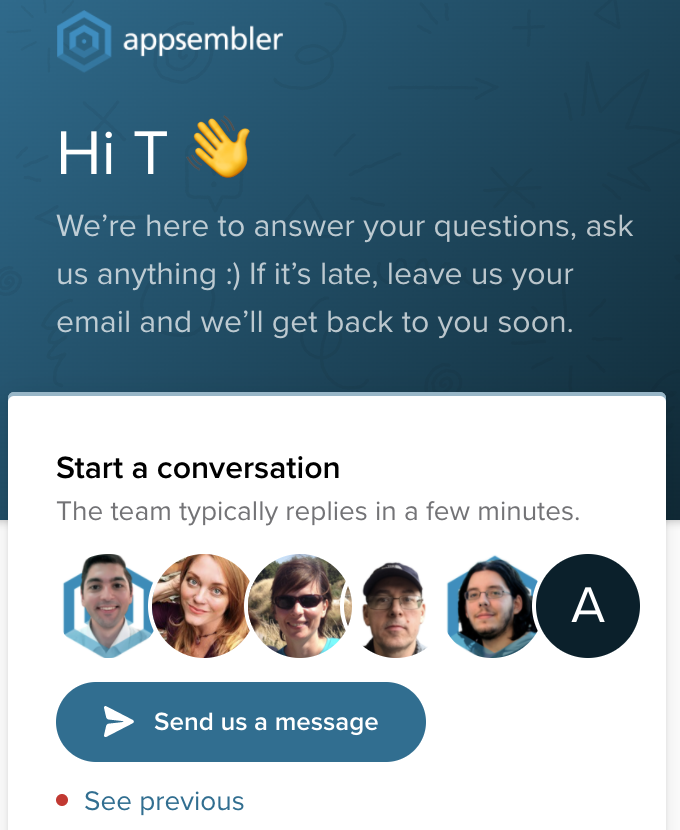 appsembler
Hi T 👋
We're here to answer your questions, ask
us anything :) If it's late, leave us your
email and we'll get back to you soon.
Start a conversation
The team typically replies in a few minutes.
A
Send us a message
See previous